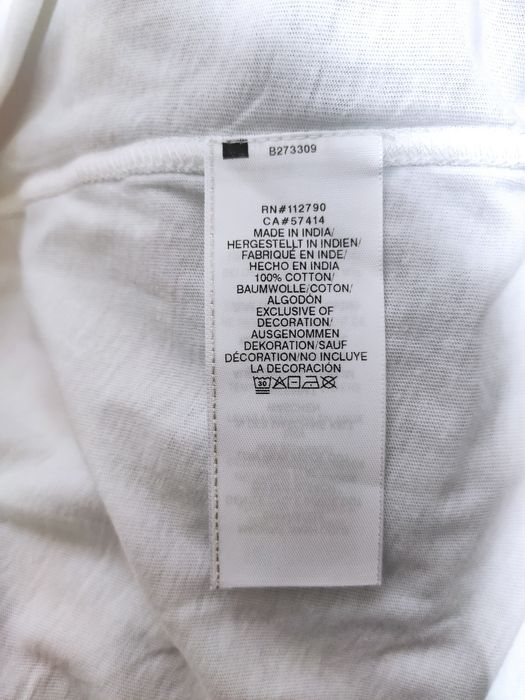 B273309
RN#112790
CA#57414
MADE IN INDIA/
HERGESTELLT IN INDIEN/
FABRIQUÉ EN INDE/
HECHO EN INDIA
100% COTTON/
BAUMWOLLE/COTON/
ALGODÓN
EXCLUSIVE OF
DECORATION/
AUSGENOMMEN
DEKORATION/SAUF
DÉCORATION/NO INCLUYE
LA DECORACIÓN
30